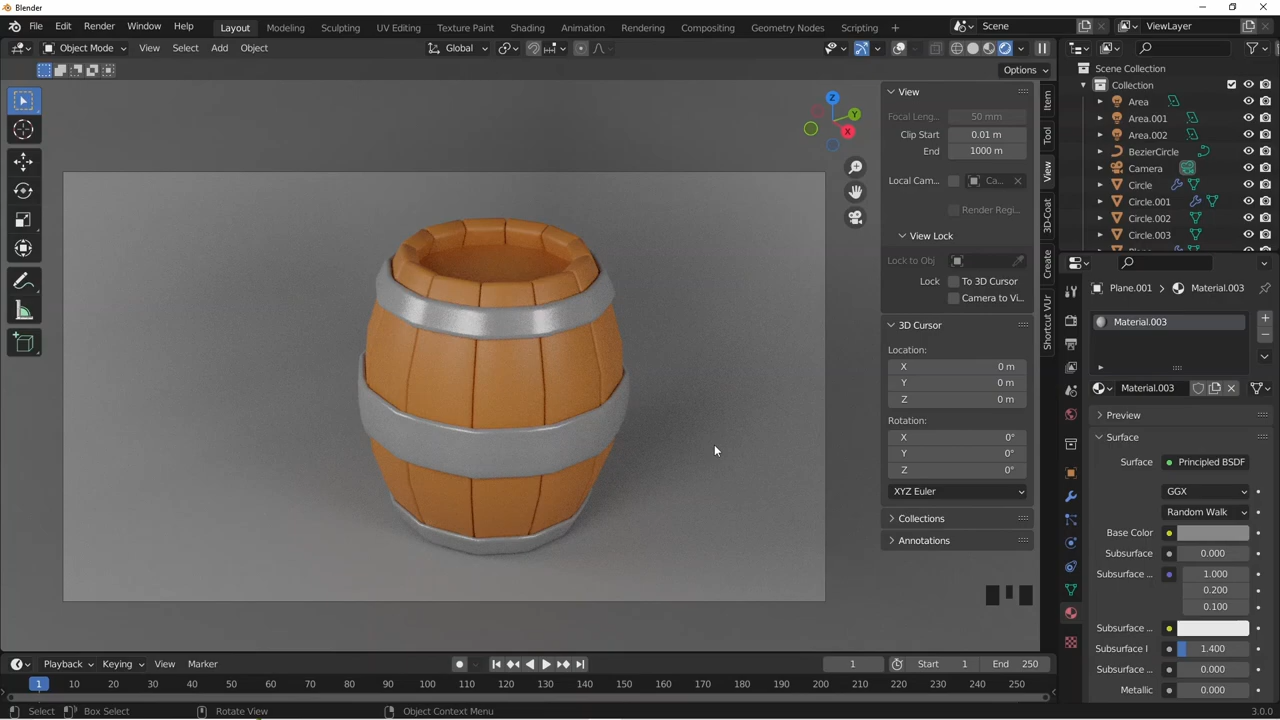 Blender
File Edit Render Window Help Layout Modeling Sculpting UV Editing Texture Paint Shading Animation Rendering Compositing Geometry Nodes Scripting + Scene ViewLayer
Object Mode View Select Add Object Global
Options
View
Focal Leng... 50 mm
Clip Start 0.01 m
End 1000 m
Local Cam... Ca...
Render Regi...
View Lock
Lock to Obj
Lock To 3D Cursor
Camera to Vi...
3D Cursor
Location:
X 0 m
Y 0 m
Z 0 m
Rotation:
X 0°
Y 0°
Z 0°
XYZ Euler
Collections
Annotations
Item
Tool
View
3D-Coat
Create
Shortcut VUr
Z
Y
X
Scene Collection
Collection
Area
Area.001
Area.002
BezierCircle
Camera
Circle
Circle.001
Circle.002
Circle.003
Plane.001 Material.003
Material.003
Material.003
Preview
Surface
Surface Principled BSDF
GGX
Random Walk
Base Color
Subsurface 0.000
Subsurface ... 1.000
0.200
0.100
Subsurface ...
Subsurface I 1.400
Subsurface ... 0.000
Metallic 0.000
Playback Keying View Marker 1 Start 1 End 250
1 10 20 30 40 50 60 70 80 90 100 110 120 130 140 150 160 170 180 190 200 210 220 230 240 250
Select Box Select Rotate View Object Context Menu 3.0.0